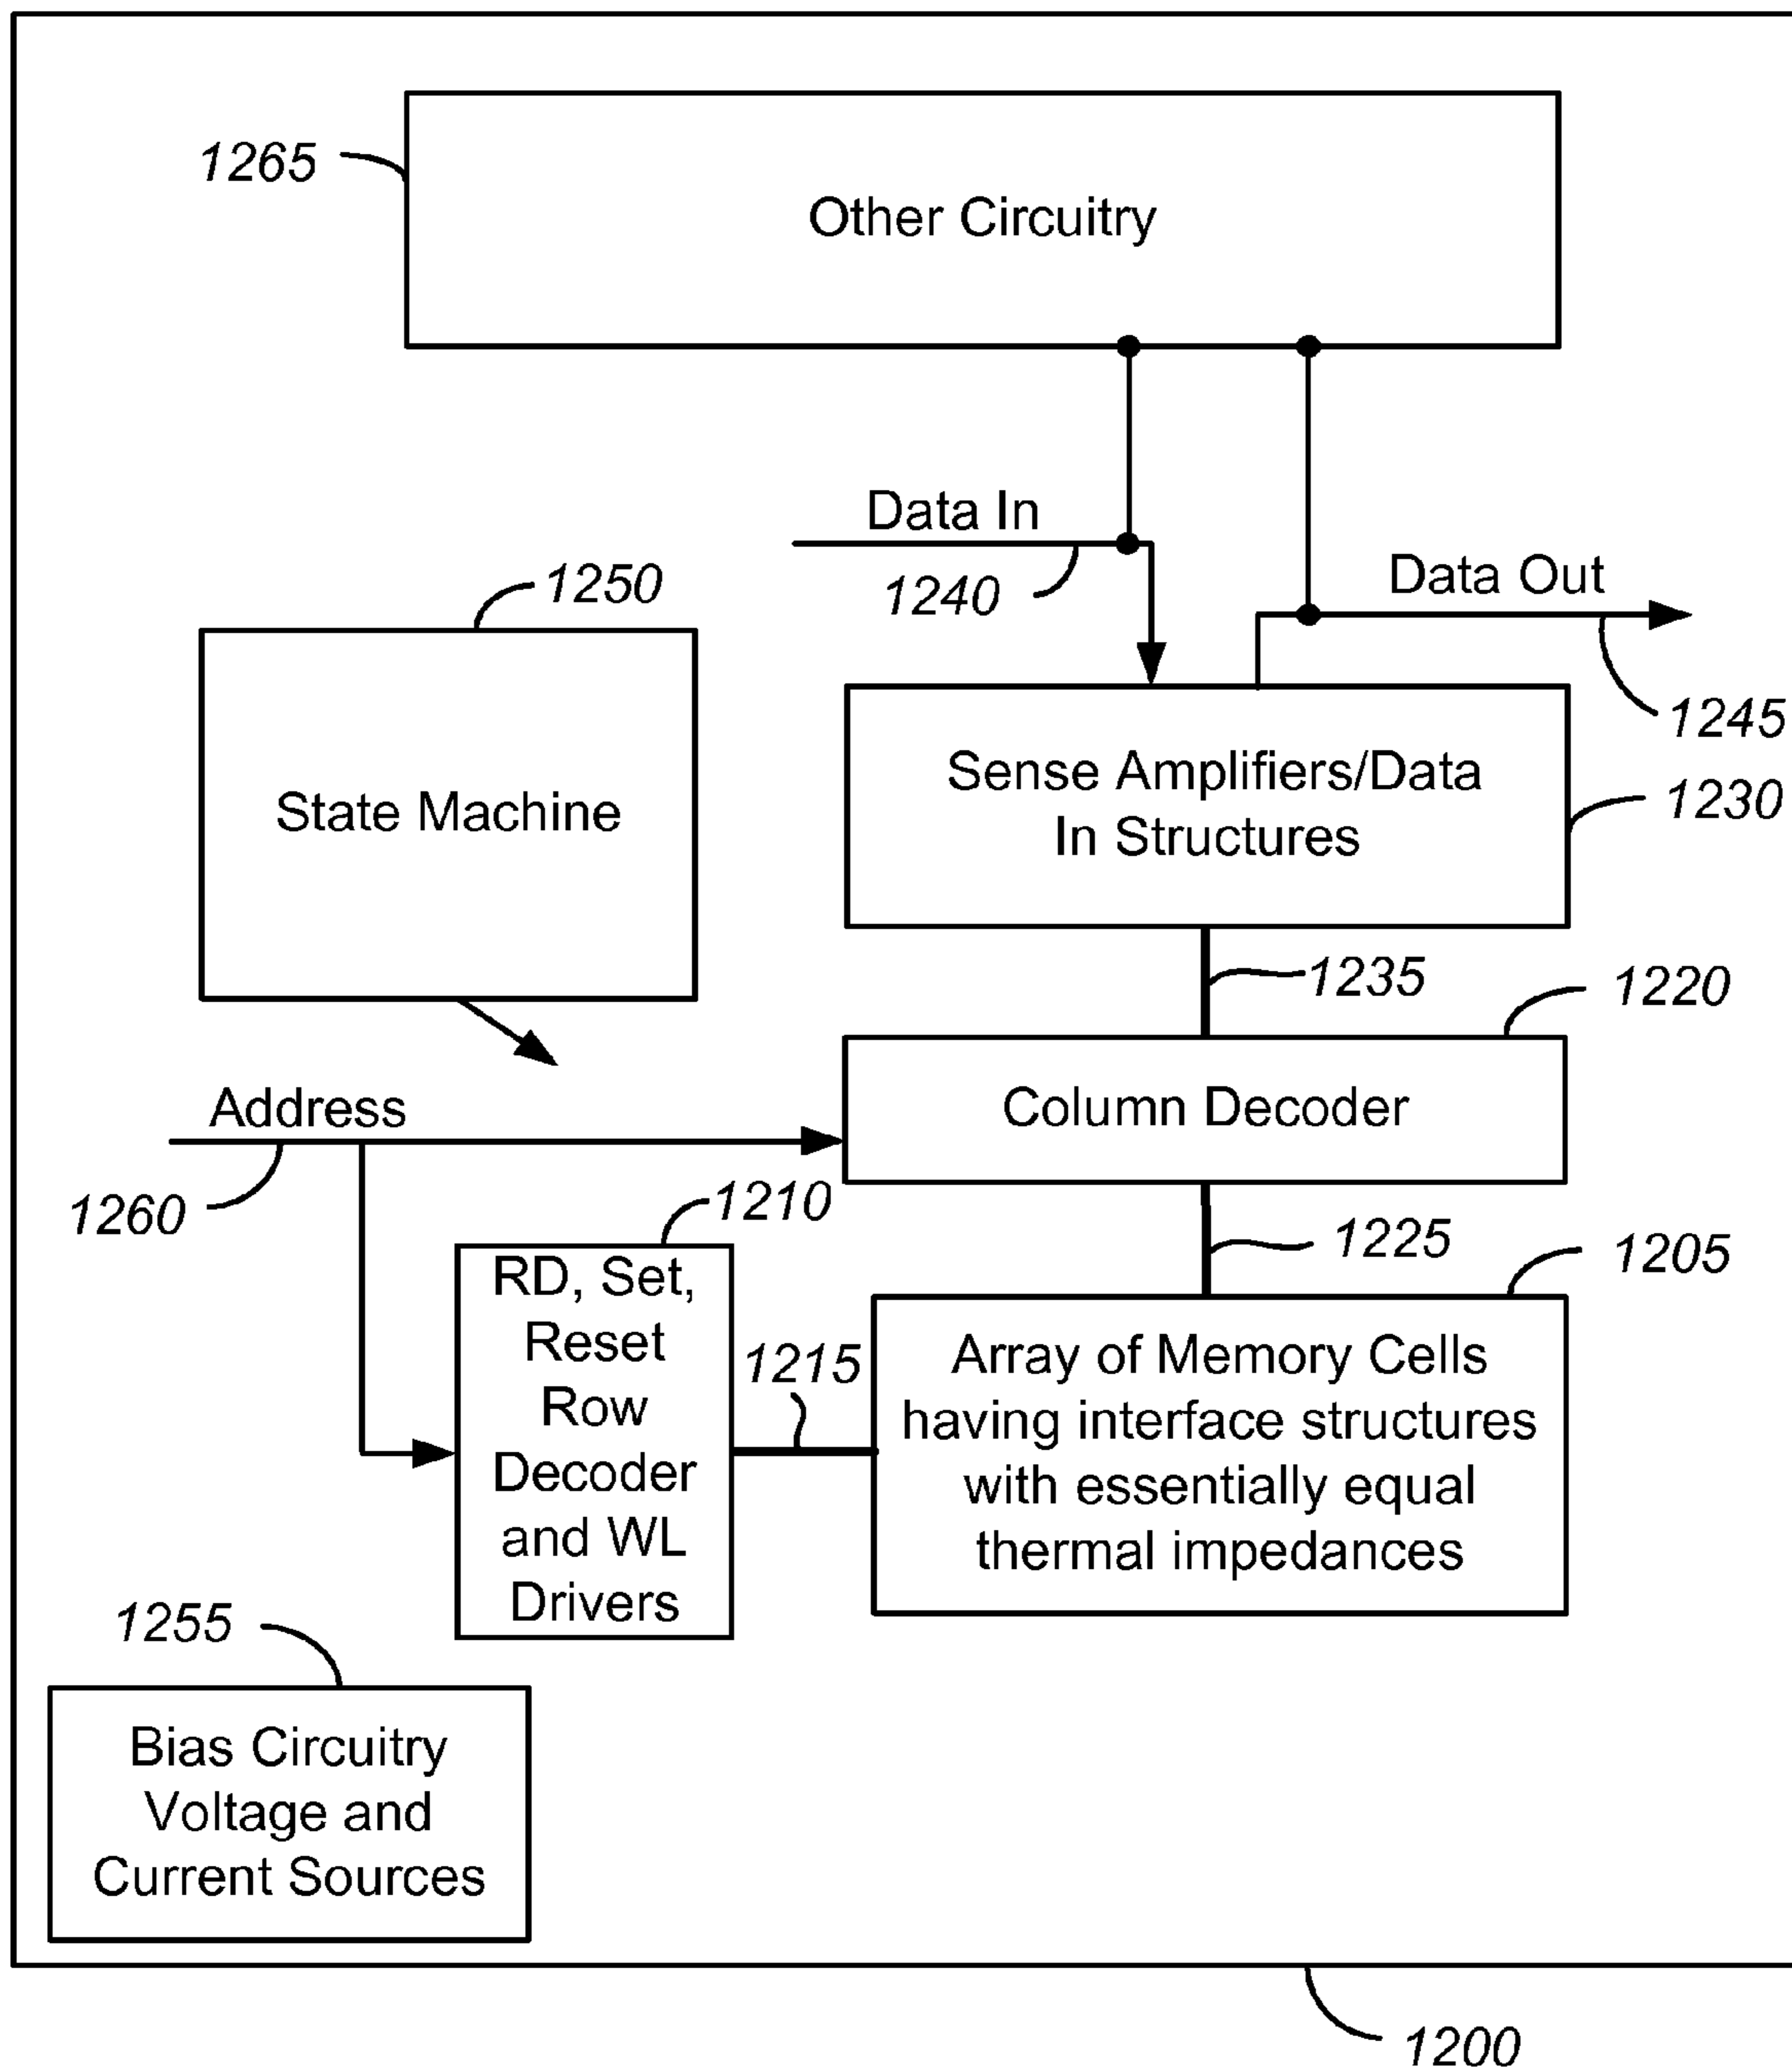 1265
Other Circuitry
Data In
1240
1250
Data Out
1245
State Machine
Sense Amplifiers/Data
In Structures
1230
1235
1220
Address
Column Decoder
1260
1210
1225
1205
RD, Set,
Reset
Row
Decoder
and WL
Drivers
1215
Array of Memory Cells
having interface structures
with essentially equal
thermal impedances
1255
Bias Circuitry
Voltage and
Current Sources
1200